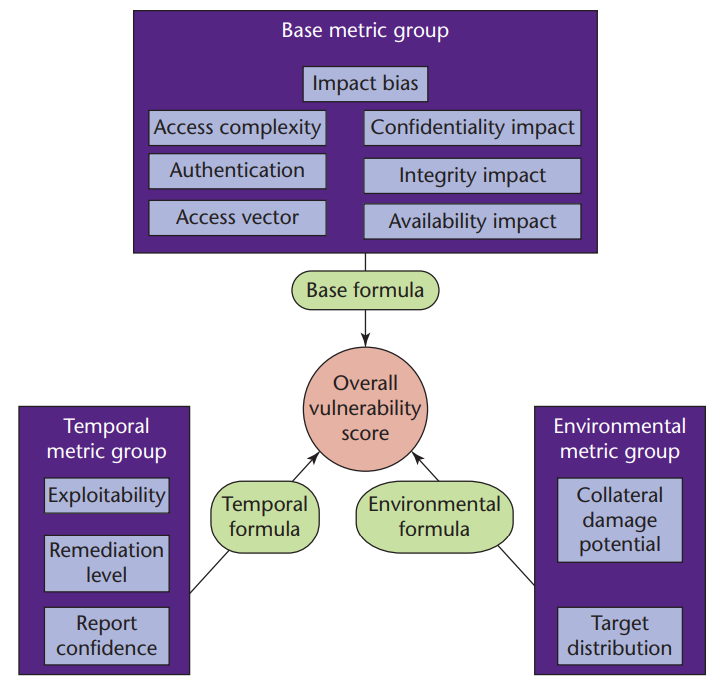 Base metric group
Impact bias
Access complexity
Authentication
Access vector
Confidentiality impact
Integrity impact
Availability impact
Base formula
Overall
vulnerability
score
Temporal
metric group
Exploitability
Remediation
level
Report
confidence
Temporal
formula
Environmental
formula
Environmental
metric group
Collateral
damage
potential
Target
distribution